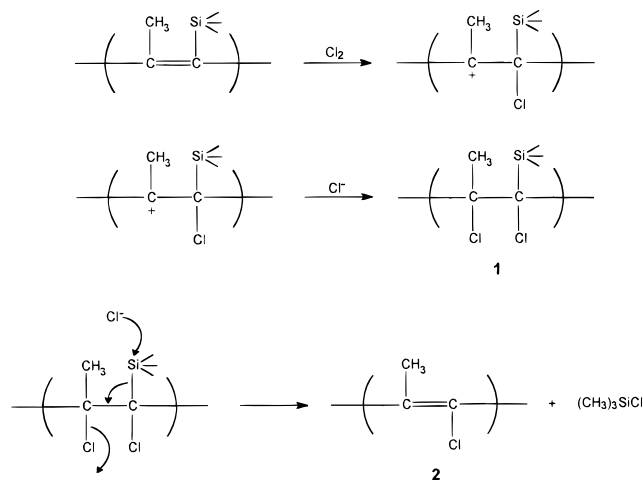 CH3 Si CH3 Si
C C Cl2 C C
+
Cl
CH3 Si CH3 Si
C C Cl- C C
+
Cl Cl Cl
1
Cl-
CH3 Si CH3
C C C C + (CH3)3SiCl
Cl Cl Cl
2